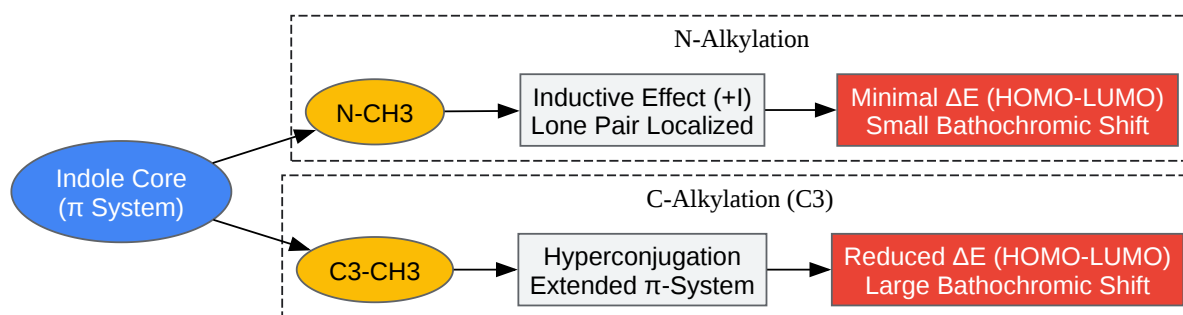 Indole Core
(π System)
N-Alkylation
N-CH3
Inductive Effect (+I)
Lone Pair Localized
Minimal ΔE (HOMO-LUMO)
Small Bathochromic Shift
C-Alkylation (C3)
C3-CH3
Hyperconjugation
Extended π-System
Reduced ΔE (HOMO-LUMO)
Large Bathochromic Shift